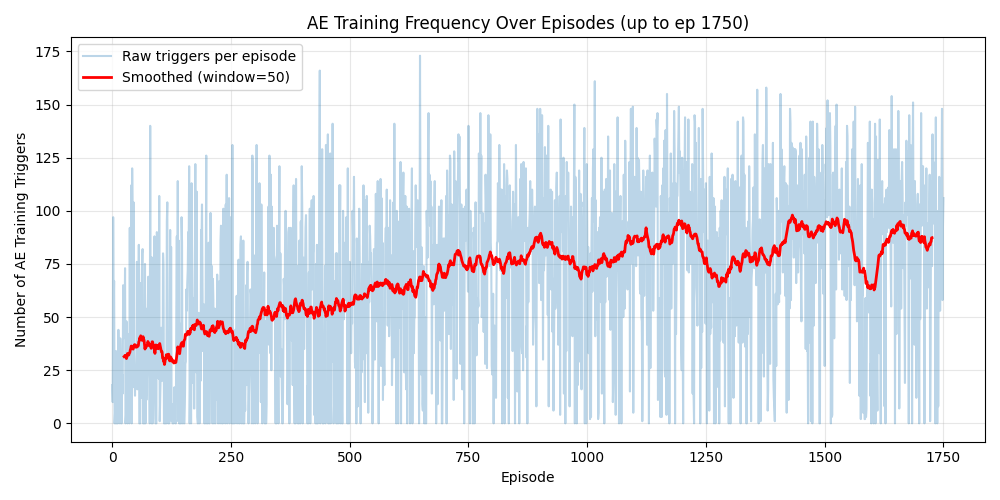 AE Training Frequency Over Episodes (up to ep 1750)
Raw triggers per episode
Smoothed (window=50)
Number of AE Training Triggers
175
150
125
100
75
50
25
0
0 250 500 750 1000 1250 1500 1750
Episode